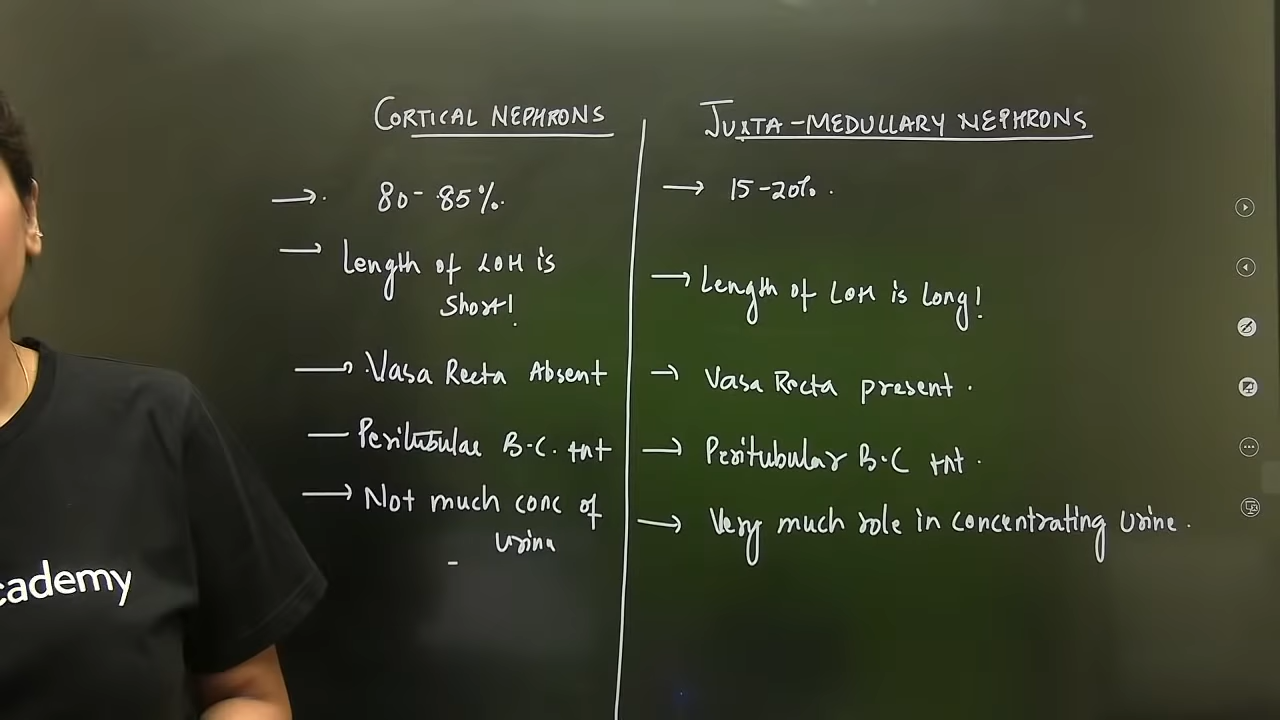 CORTICAL NEPHRONS
→ 80-85%.
→ Length of LOH is
Short!
→ Vasa Recta Absent
— Peritubular B.C. +nt
→ Not much conc of
Urine
JUXTA-MEDULLARY NEPHRONS
→ 15-20%.
→ Length of LOH is Long!
→ Vasa Recta present.
→ Peritubular B.C +nt.
→ Very much role in concentrating Urine.
cademy